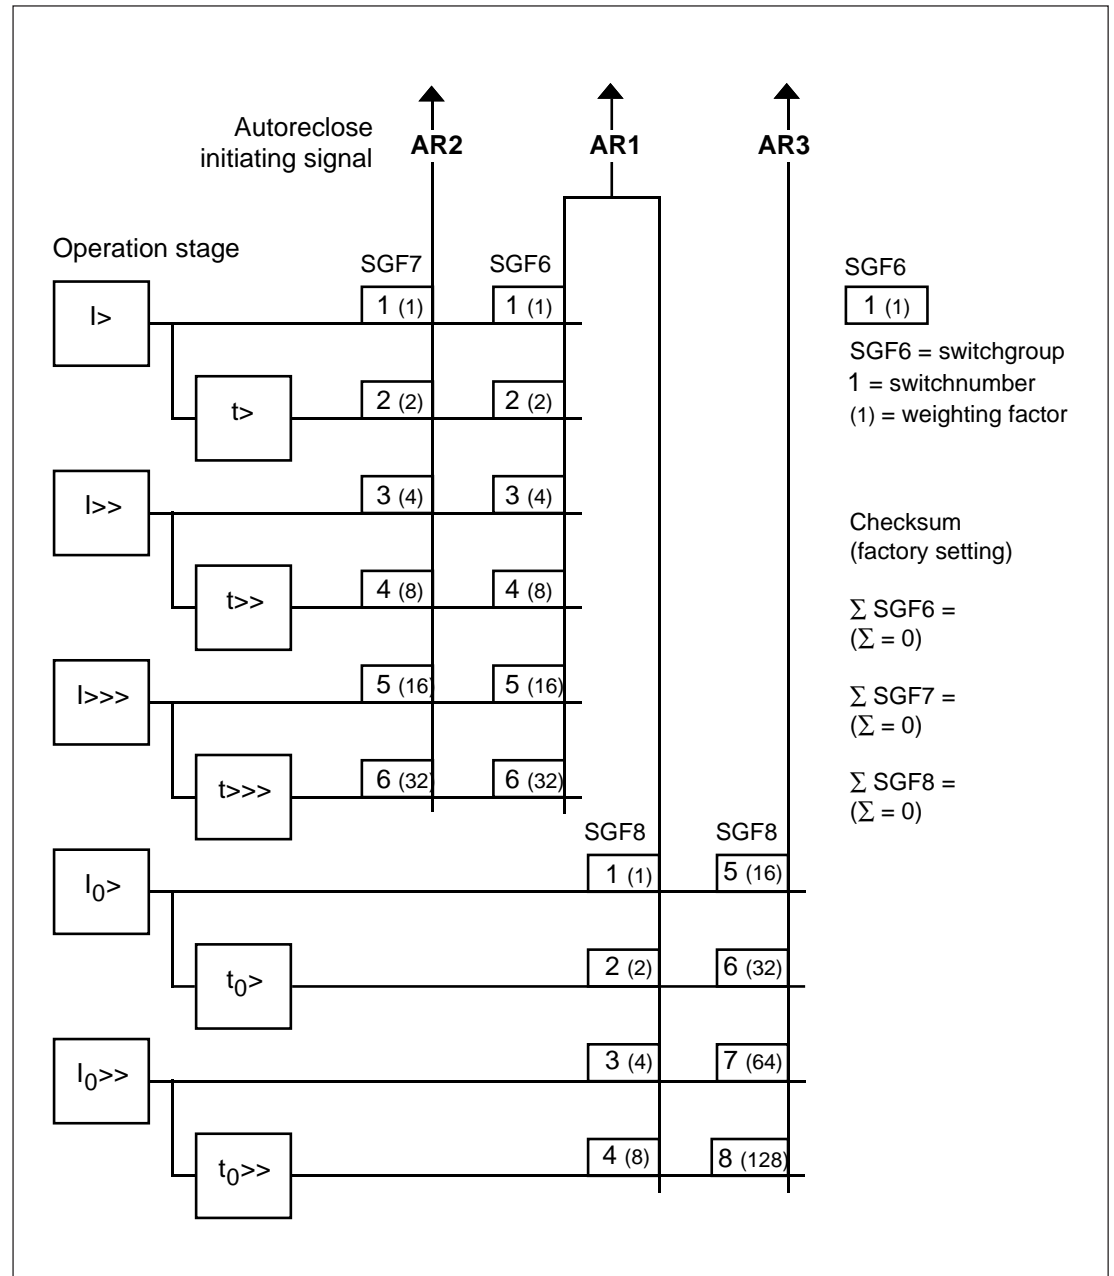 Autoreclose
initiating signal
AR2 AR1 AR3
Operation stage
SGF7 SGF6 SGF6
I> 1 (1) 1 (1) 1 (1)
SGF6 = switchgroup
1 = switchnumber
(1) = weighting factor
t> 2 (2) 2 (2)
I>> 3 (4) 3 (4)
Checksum
(factory setting)
t>> 4 (8) 4 (8)
∑ SGF6 =
(∑ = 0)
I>>> 5 (16) 5 (16)
∑ SGF7 =
(∑ = 0)
t>>> 6 (32) 6 (32)
∑ SGF8 =
(∑ = 0)
SGF8 SGF8
I0> 1 (1) 5 (16)
t0> 2 (2) 6 (32)
I0>> 3 (4) 7 (64)
t0>> 4 (8) 8 (128)